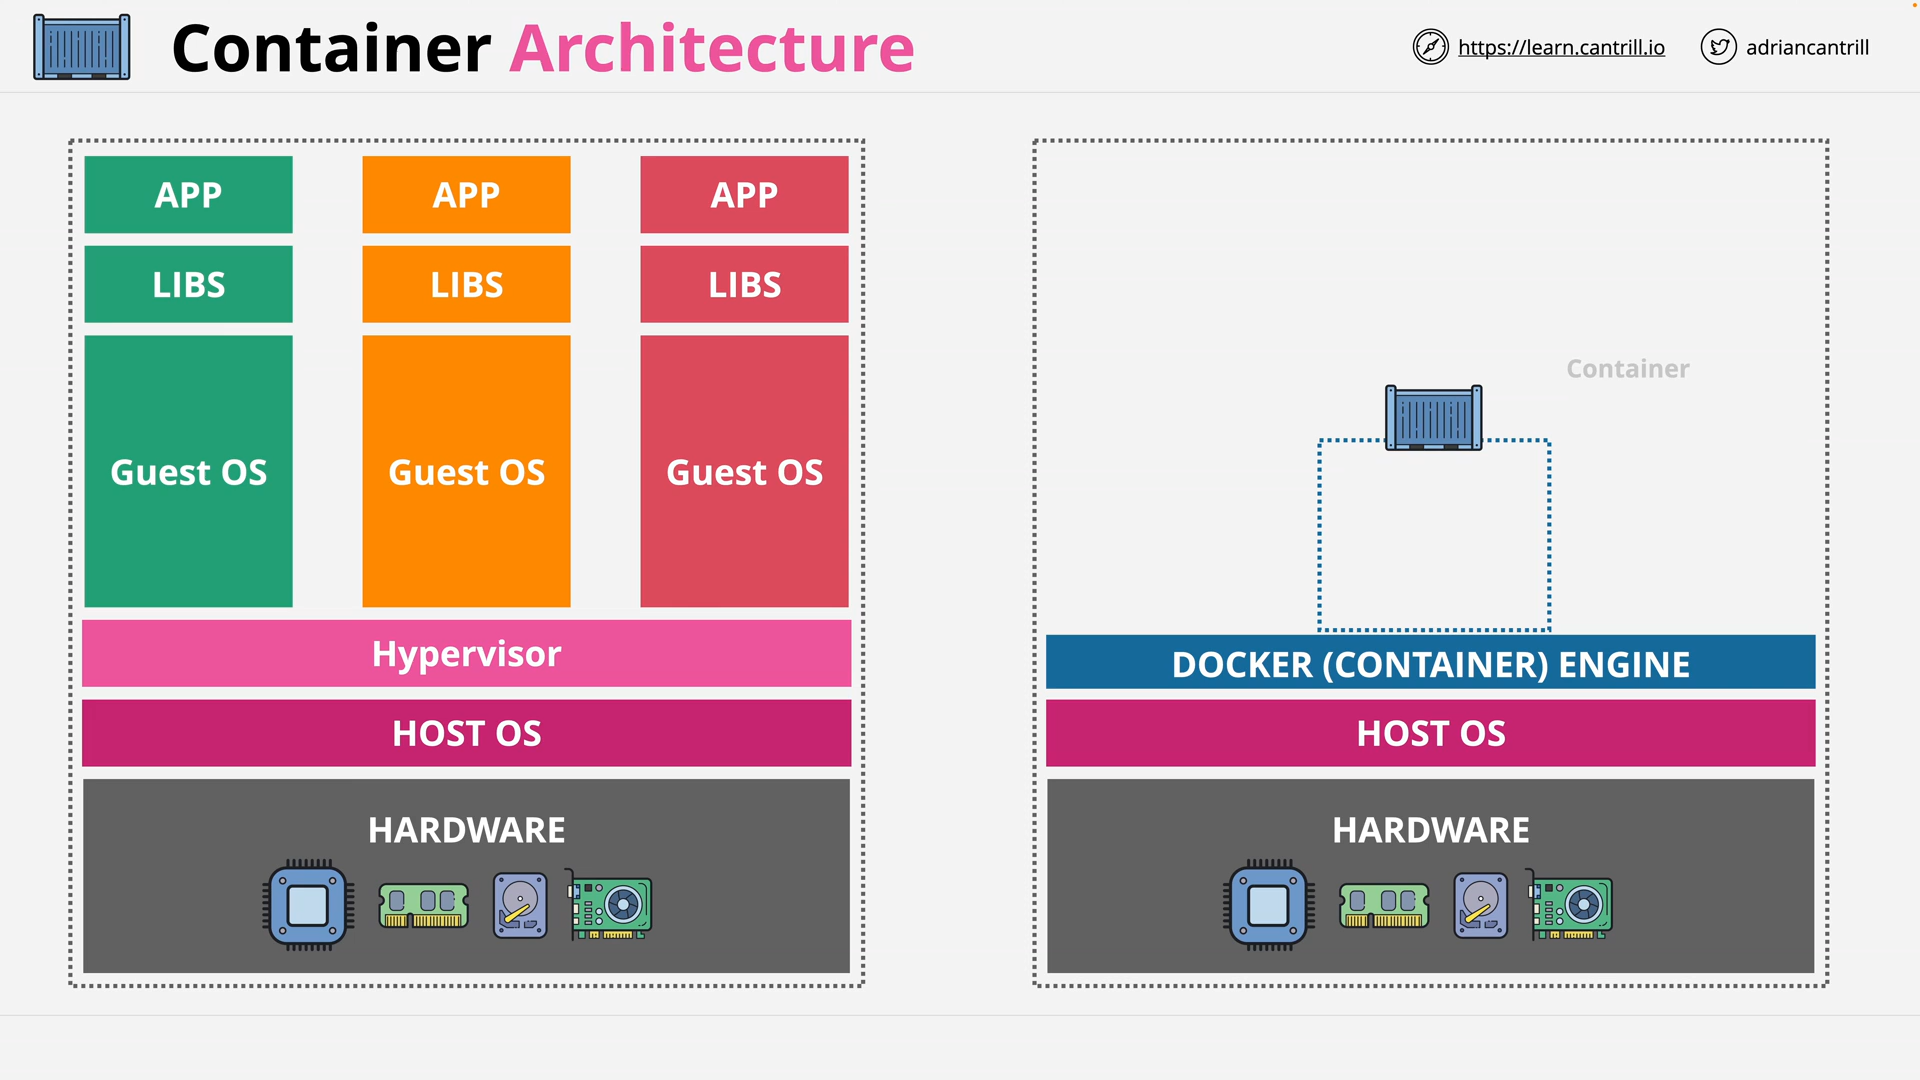 Container Architecture
https://learn.cantrill.io
adriancantrill
APP APP APP
LIBS LIBS LIBS
Guest OS Guest OS Guest OS
Hypervisor
HOST OS
HARDWARE
Container
DOCKER (CONTAINER) ENGINE
HOST OS
HARDWARE